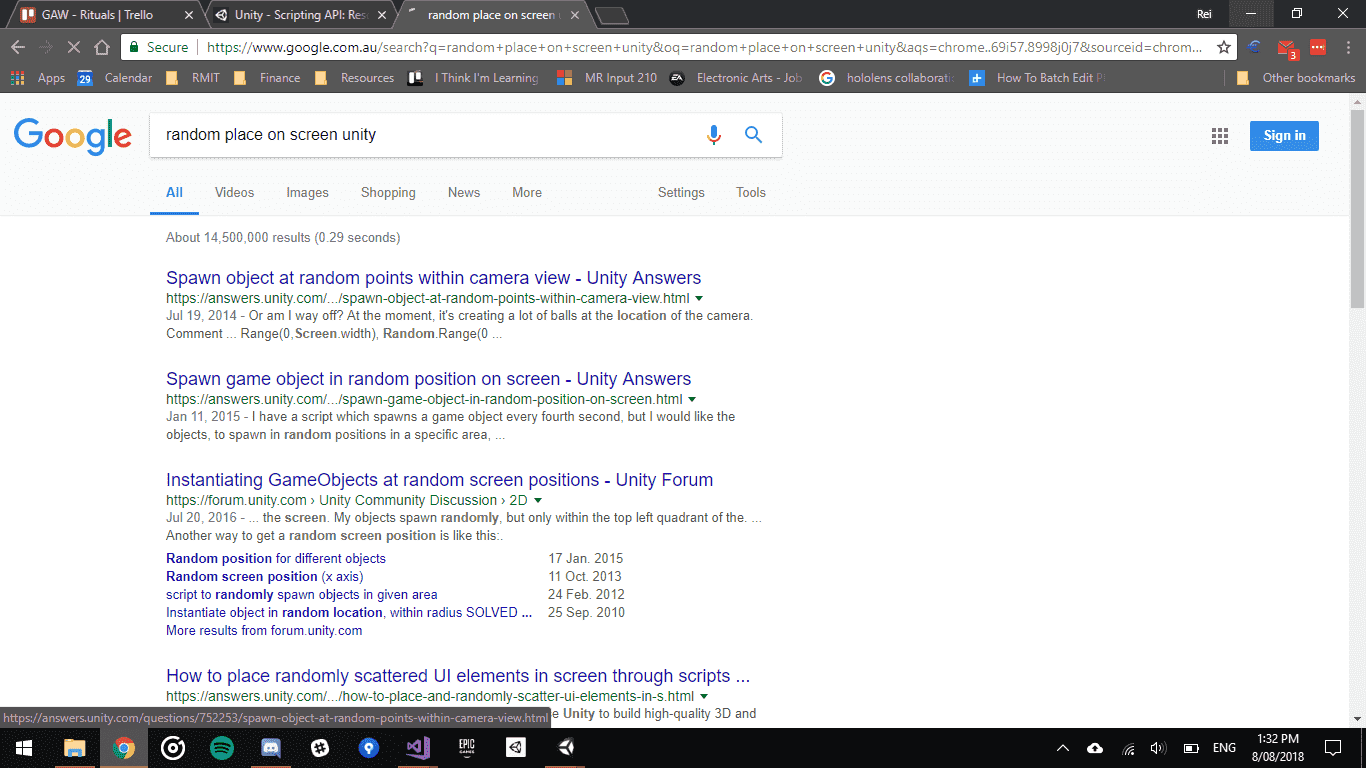 GAW - Rituals | Trello
Unity - Scripting API: Res
random place on screen u
Rei
Secure
https://www.google.com.au/search?q=random+place+on+screen+unity&oq=random+place+on+screen+unity&aqs=chrome..69i57.8998j0j7&sourceid=chrom...
3
Apps
29
Calendar
RMIT
Finance
Resources
I Think I'm Learning
MR Input 210
EA
Electronic Arts - Job
hololens collaborati
How To Batch Edit P
Other bookmarks
Google
random place on screen unity
Sign in
All Videos Images Shopping News More Settings Tools
About 14,500,000 results (0.29 seconds)
Spawn object at random points within camera view - Unity Answers
https://answers.unity.com/.../spawn-object-at-random-points-within-camera-view.html
Jul 19, 2014 - Or am I way off? At the moment, it's creating a lot of balls at the location of the camera.
Comment ... Range(0,Screen.width), Random.Range(0 ...
Spawn game object in random position on screen - Unity Answers
https://answers.unity.com/.../spawn-game-object-in-random-position-on-screen.html
Jan 11, 2015 - I have a script which spawns a game object every fourth second, but I would like the
objects, to spawn in random positions in a specific area, ...
Instantiating GameObjects at random screen positions - Unity Forum
https://forum.unity.com › Unity Community Discussion › 2D
Jul 20, 2016 - ... the screen. My objects spawn randomly, but only within the top left quadrant of the. ...
Another way to get a random screen position is like this:.
Random position for different objects 17 Jan. 2015
Random screen position (x axis) 11 Oct. 2013
script to randomly spawn objects in given area 24 Feb. 2012
Instantiate object in random location, within radius SOLVED ... 25 Sep. 2010
More results from forum.unity.com
How to place randomly scattered UI elements in screen through scripts ...
https://answers.unity.com/.../how-to-place-and-randomly-scatter-ui-elements-in-s.html
e Unity to build high-quality 3D and
https://answers.unity.com/questions/752253/spawn-object-at-random-points-within-camera-view.html
EPIC
GAMES
ENG
1:32 PM
8/08/2018